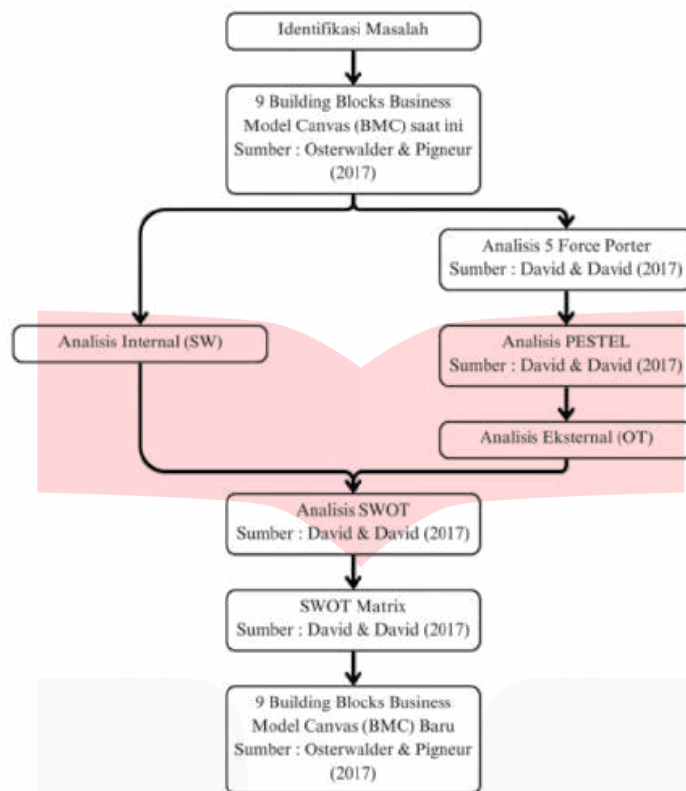 Identifikasi Masalah
9 Building Blocks Business
Model Canvas (BMC) saat ini
Sumber : Osterwalder & Pigneur
(2017)
Analisis 5 Force Porter
Sumber : David & David (2017)
Analisis Internal (SW)
Analisis PESTEL
Sumber : David & David (2017)
Analisis Eksternal (OT)
Analisis SWOT
Sumber : David & David (2017)
SWOT Matrix
Sumber : David & David (2017)
9 Building Blocks Business
Model Canvas (BMC) Baru
Sumber : Osterwalder & Pigneur
(2017)